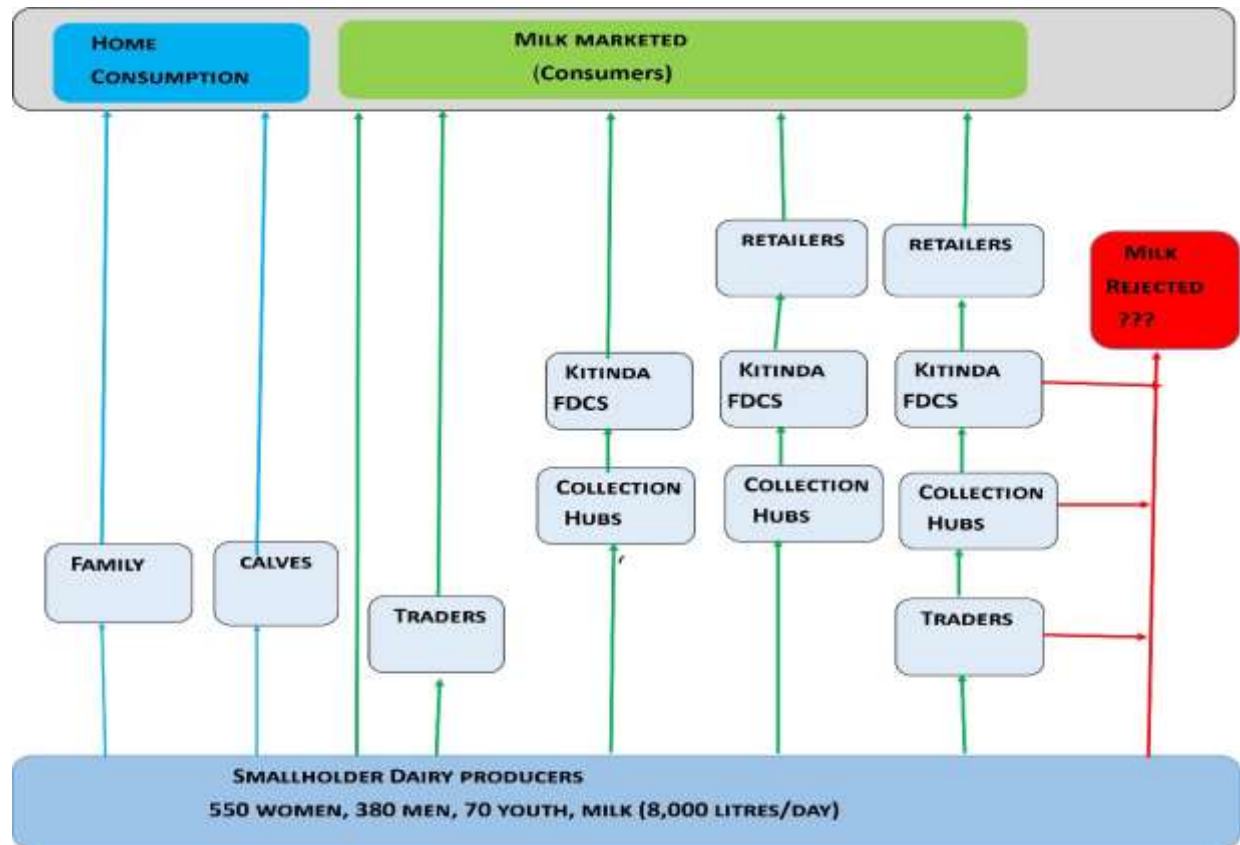 HOME
CONSUMPTION
MILK MARKETED
(Consumers)
RETAILERS
RETAILERS
MILK
REJECTED
???
KITINDA
FDCS
KITINDA
FDCS
KITINDA
FDCS
COLLECTION
HUBS
COLLECTION
HUBS
COLLECTION
HUBS
FAMILY
CALVES
TRADERS
TRADERS
SMALLHOLDER DAIRY PRODUCERS
550 WOMEN, 380 MEN, 70 YOUTH, MILK (8,000 LITRES/DAY)